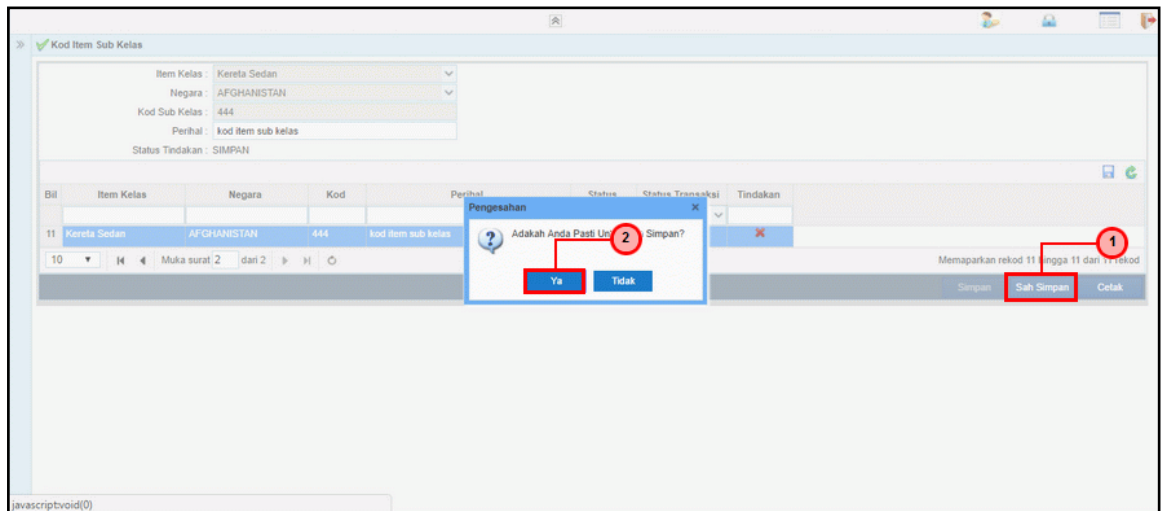 Kod Item Sub Kelas
Item Kelas : Kereta Sedan
Negara : AFGHANISTAN
Kod Sub Kelas : 444
Perihal : kod item sub kelas
Status Tindakan : SIMPAN
Bil Item Kelas Negara Kod Perihal Status Status Transaksi Tindakan
Pengesahan
11 Kereta Sedan AFGHANISTAN 444 kod item sub kelas
Adakah Anda Pasti 2 Simpan?
1
10 Muka surat 2 dari 2
Memaparkan rekod 11 hingga 11 dari 11 rekod
Ya Tidak
Simpan Sah Simpan Cetak
javascript:void(0)